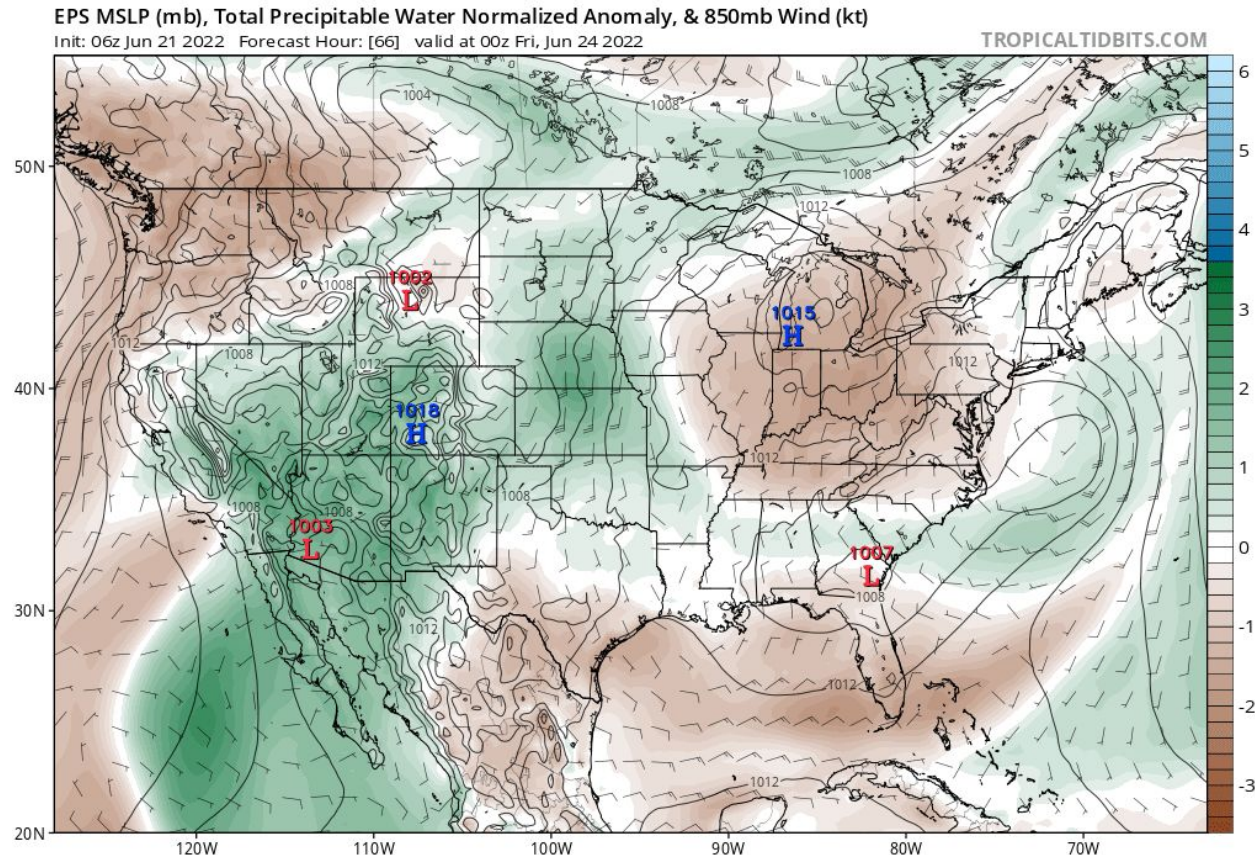 EPS MSLP (mb), Total Precipitable Water Normalized Anomaly, & 850mb Wind (kt)
Init: 06z Jun 21 2022 Forecast Hour: [66] valid at 00z Fri, Jun 24 2022
TROPICALTIDBITS.COM
6
5
4
3
2
1
0
-1
-2
-3
50N
40N
30N
20N
120W
110W
100W
90W
80W
70W
1004
1008
1008
1012
1002
L
1008
1015
H
1012
1008
1012
1012
1018
H
1012
1008
1008
1003
L
1007
L
1008
1012
1012
1012